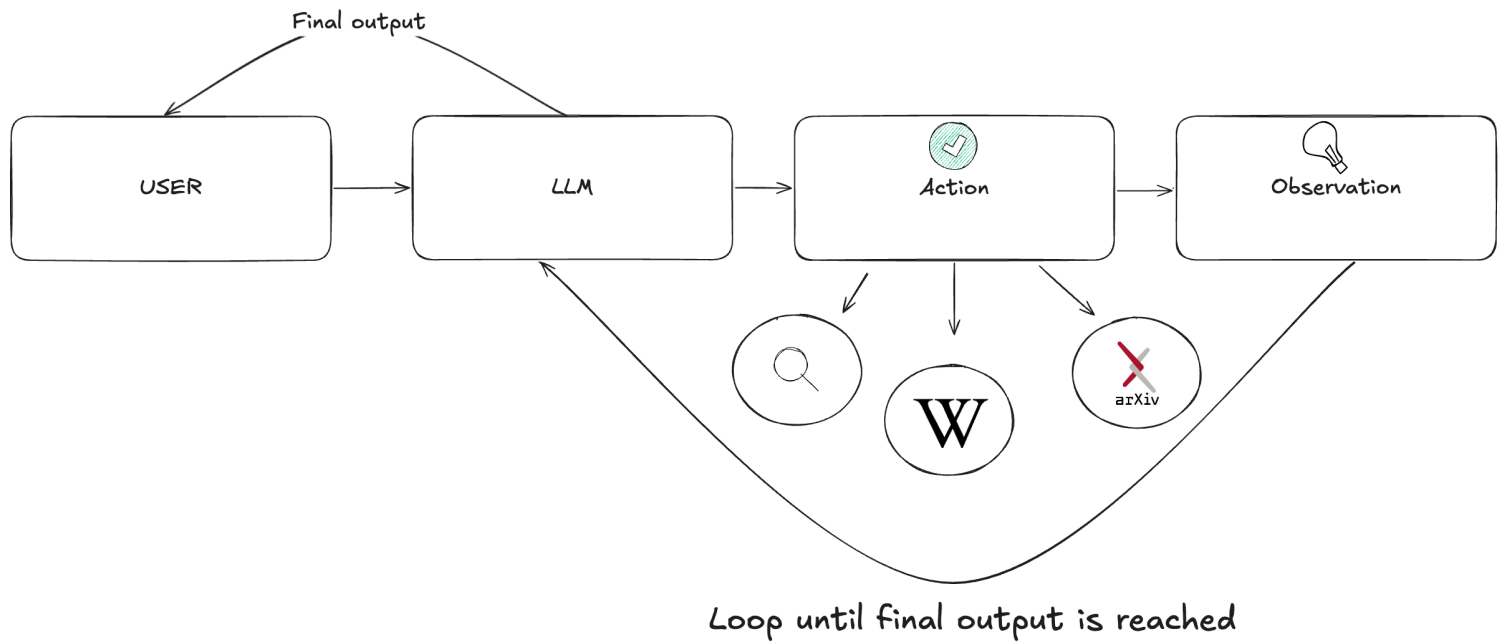 Final output
USER
LLM
Action
Observation
W
arXiv
Loop until final output is reached